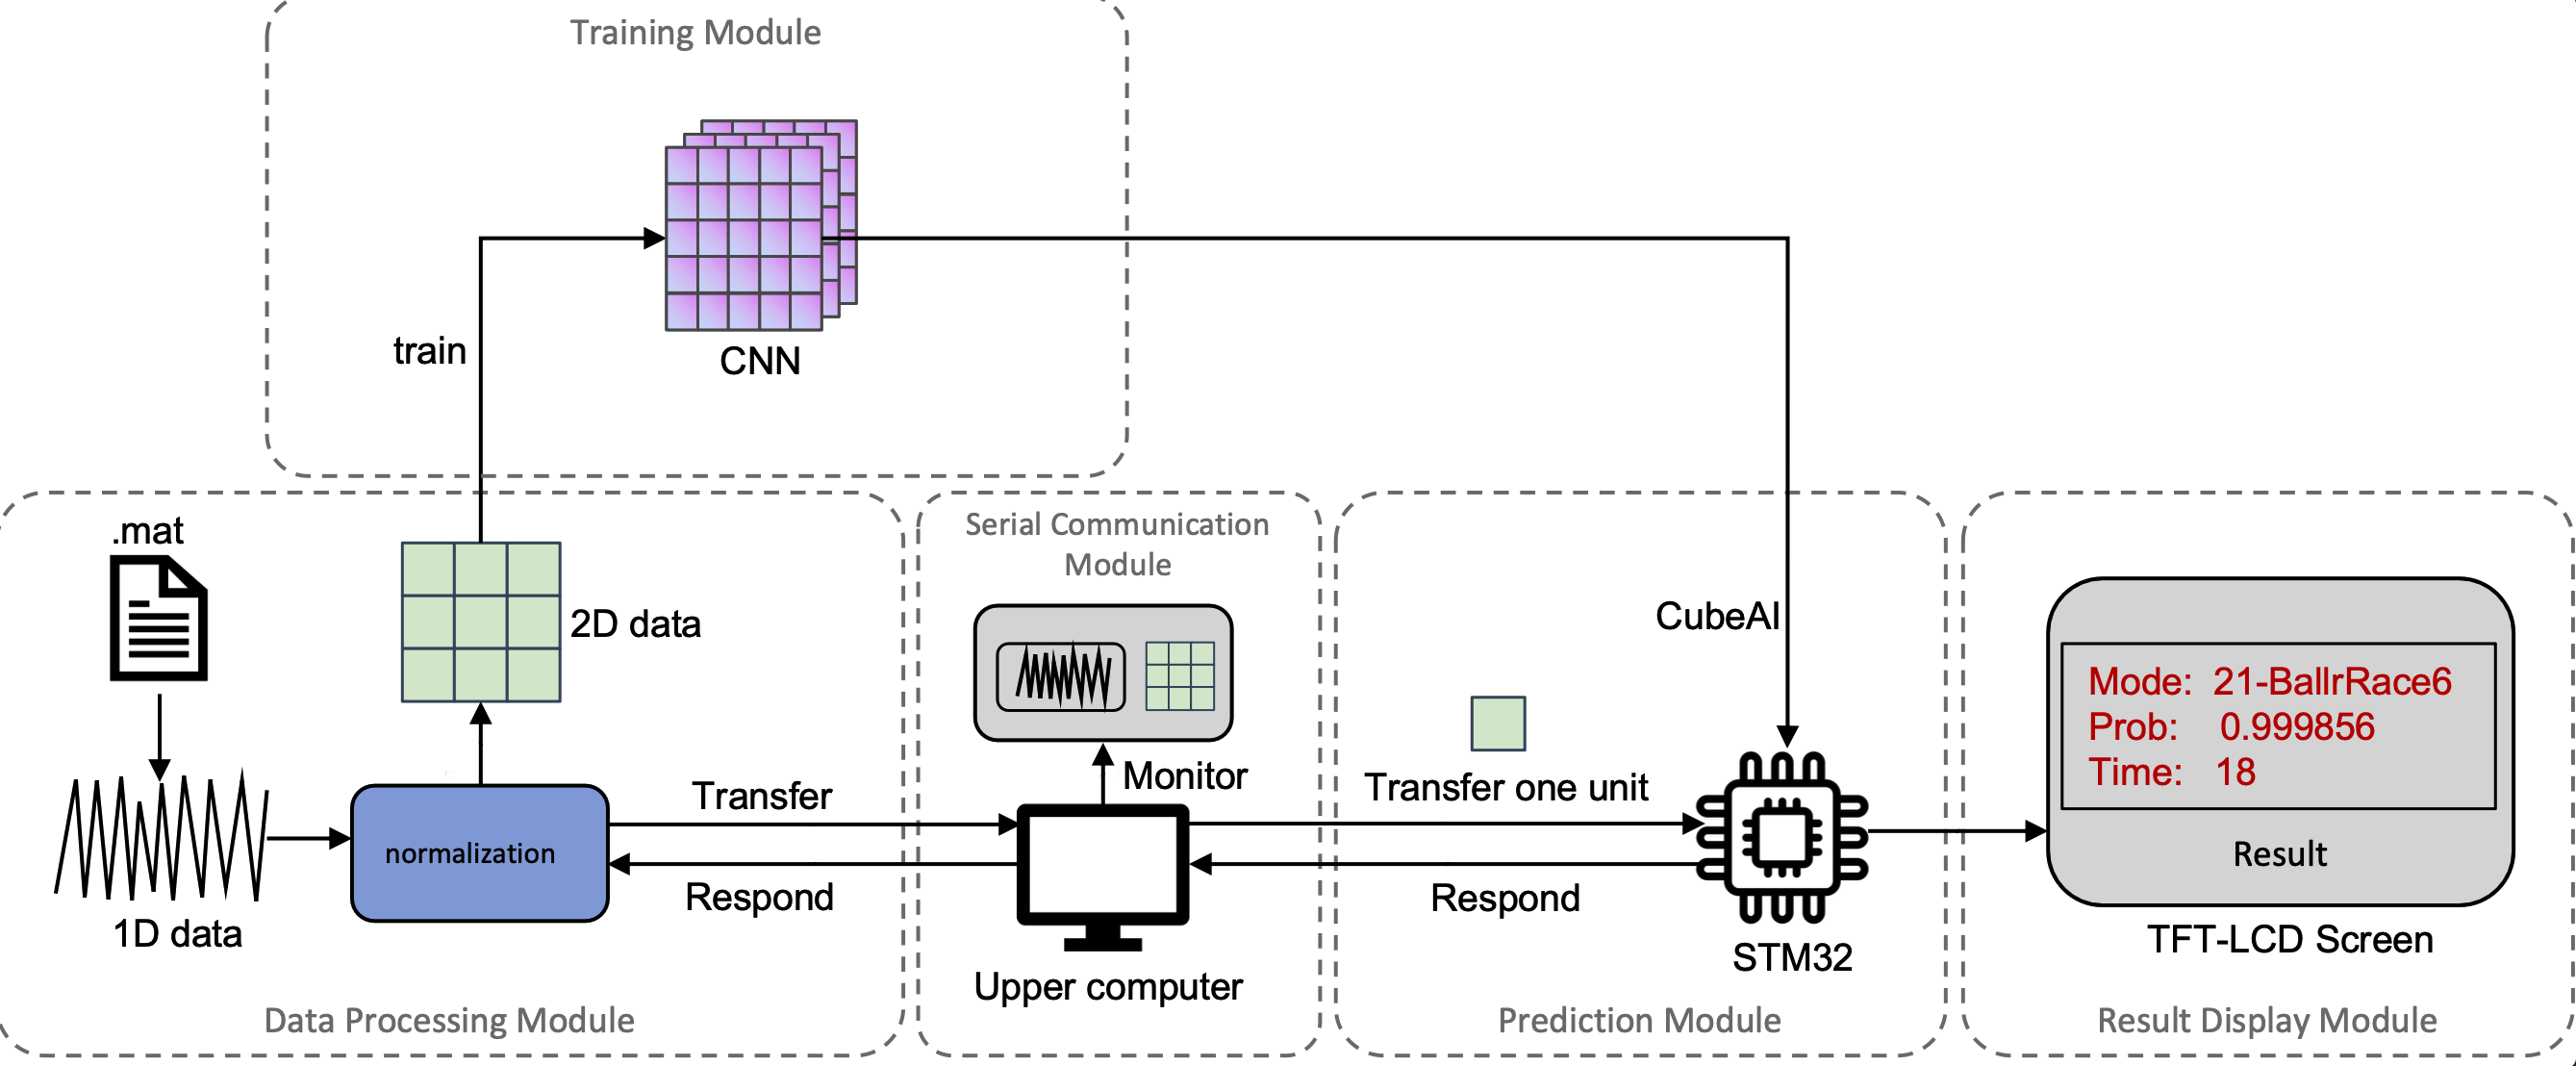 Training Module
CNN
train
.mat
2D data
1D data
normalization
Transfer
Respond
Data Processing Module
Serial Communication
Module
Monitor
Upper computer
Transfer one unit
Respond
CubeAI
STM32
Prediction Module
Mode: 21-BallrRace6
Prob: 0.999856
Time: 18
Result
TFT-LCD Screen
Result Display Module